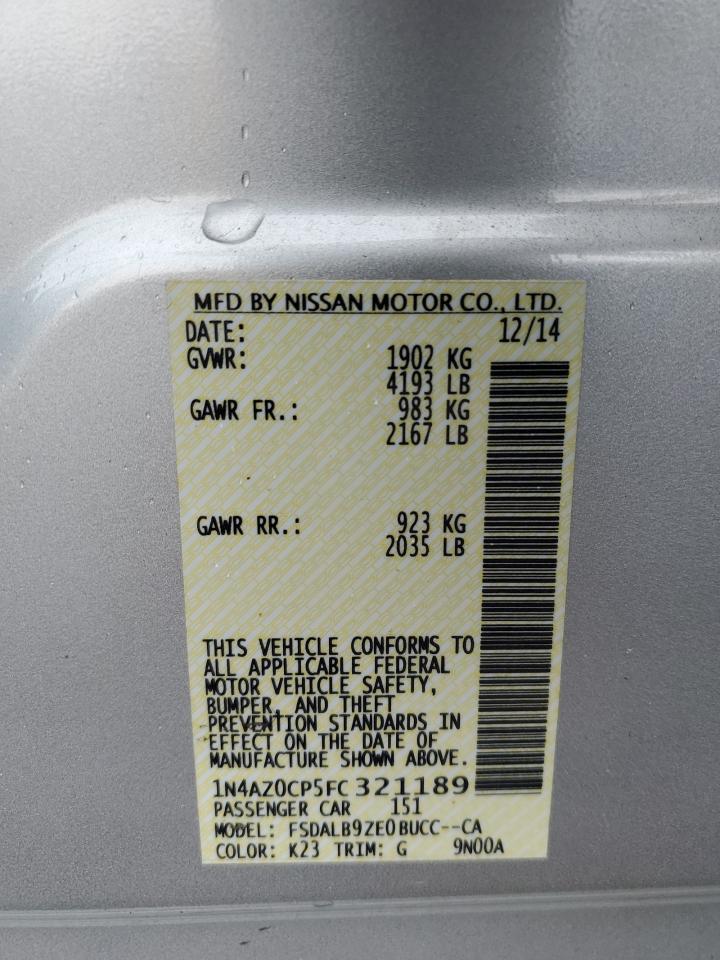 MFD BY NISSAN MOTOR CO., LTD.
DATE: 12/14
GVWR: 1902 KG
4193 LB
GAWR FR.: 983 KG
2167 LB
GAWR RR.: 923 KG
2035 LB
THIS VEHICLE CONFORMS TO
ALL APPLICABLE FEDERAL
MOTOR VEHICLE SAFETY,
BUMPER, AND THEFT
PREVENTION STANDARDS IN
EFFECT ON THE DATE OF
MANUFACTURE SHOWN ABOVE.
1N4AZ0CP5FC321189
PASSENGER CAR 151
MODEL: FSDALB9ZE0BUCC--CA
COLOR: K23 TRIM: G 9N00A